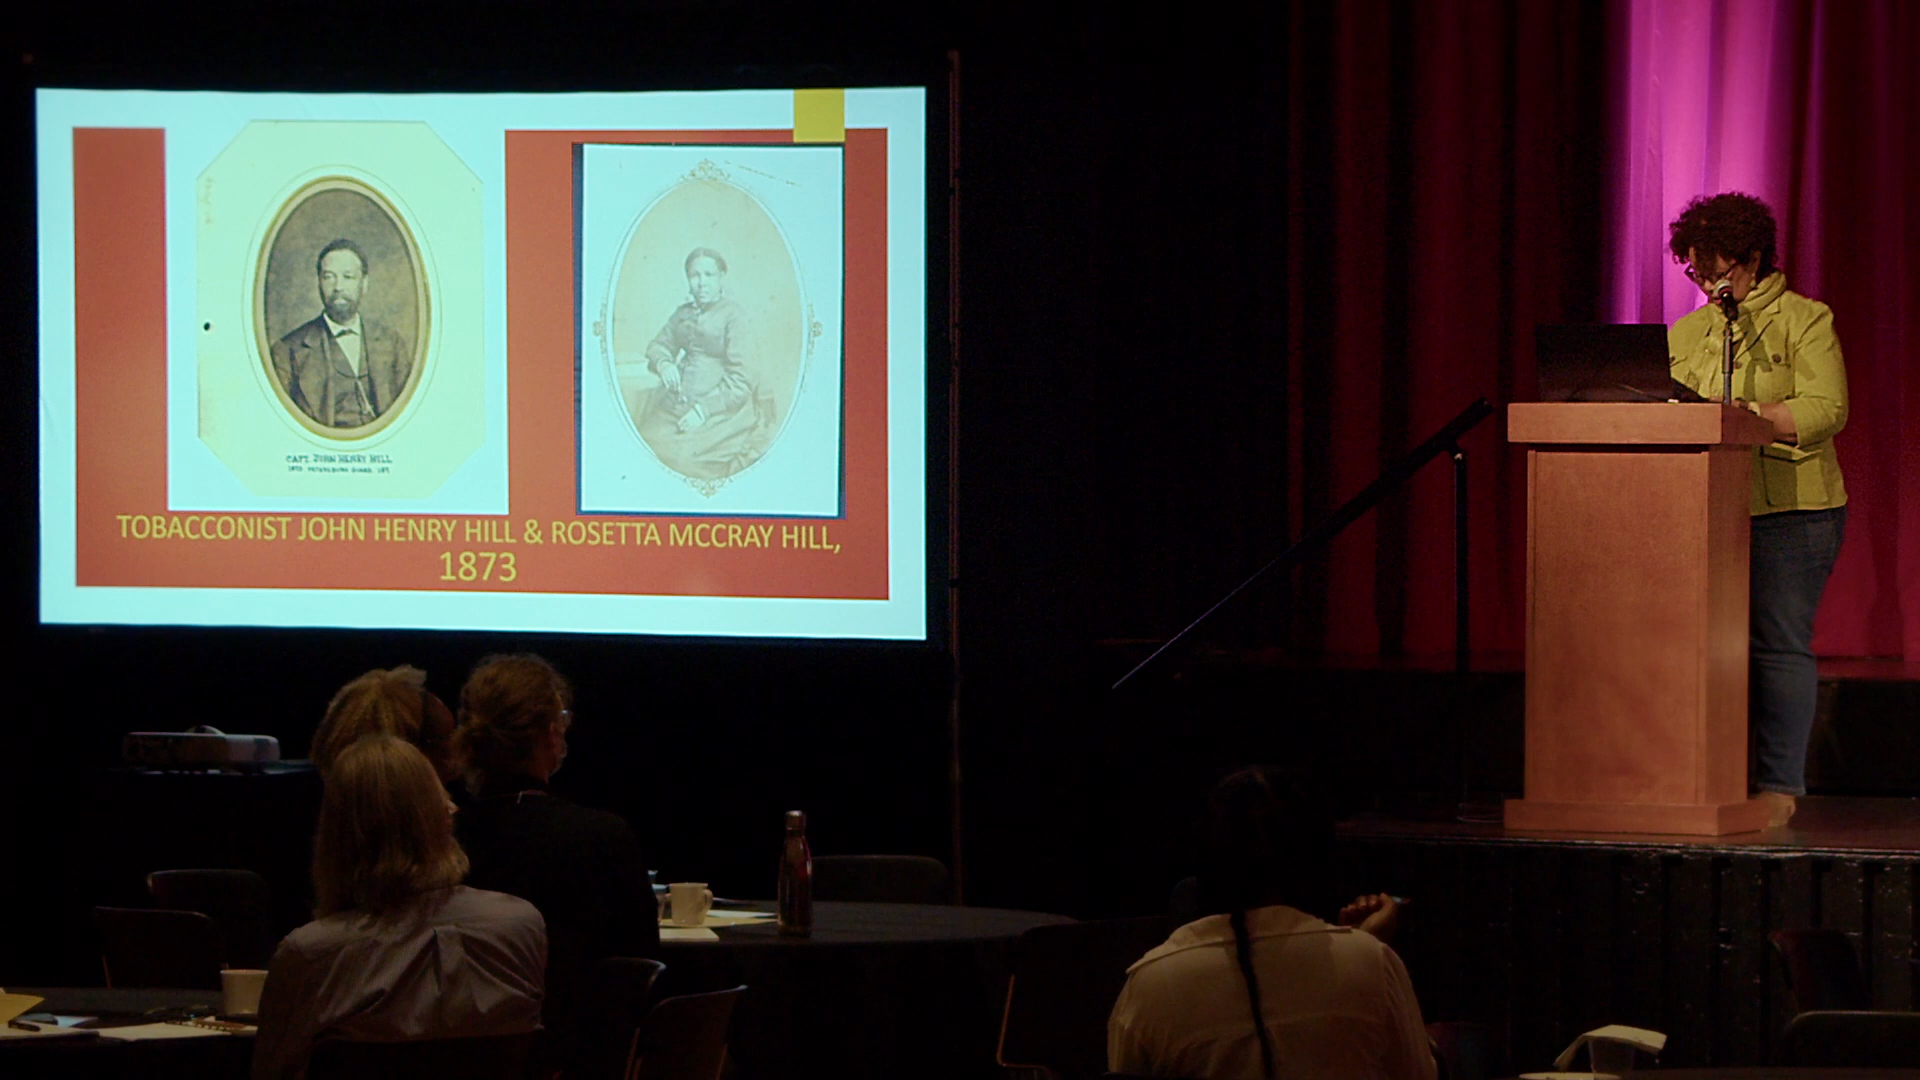 CAPT. JOHN HENRY HILL
TOBACCONIST JOHN HENRY HILL & ROSETTA MCCRAY HILL,
1873